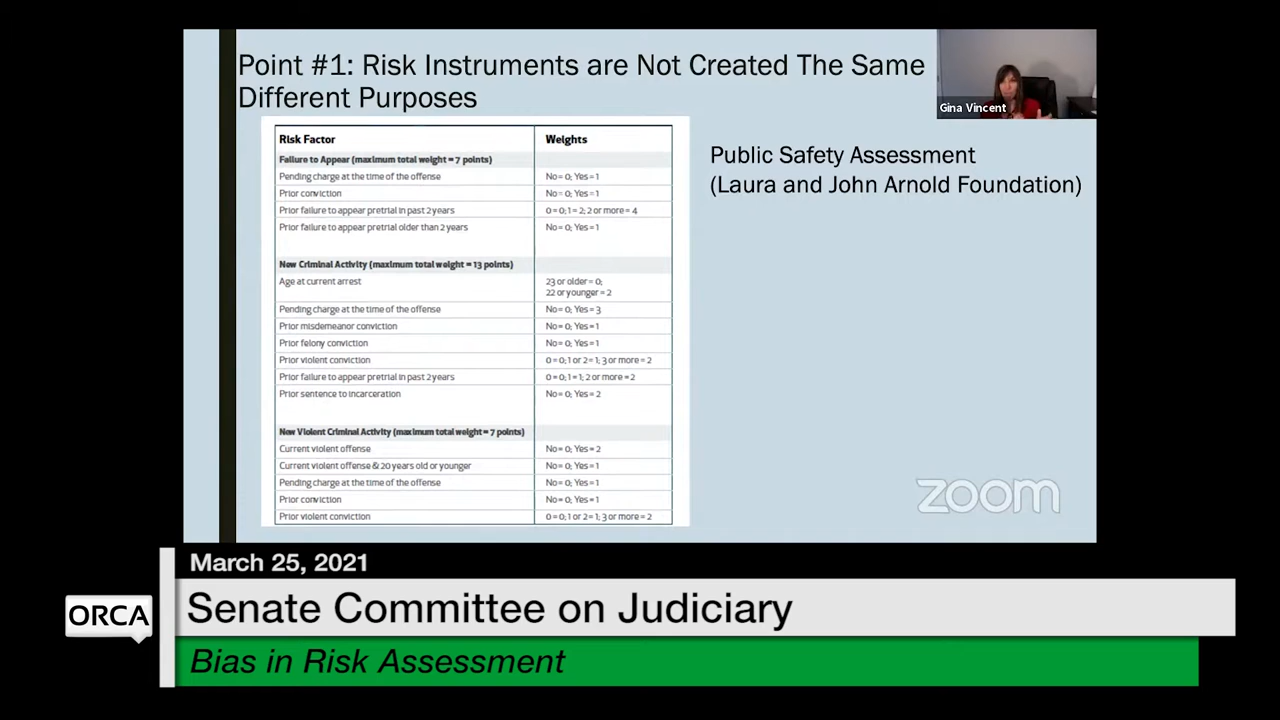 Point #1: Risk Instruments are Not Created The Same
Different Purposes
Gina Vincent
Risk Factor Weights
Failure to Appear (maximum total weight = 7 points)
Pending charge at the time of the offense No = 0; Yes = 1
Prior conviction No = 0; Yes = 1
Prior failure to appear pretrial in past 2 years 0 = 0; 1 = 2; 2 or more = 4
Prior failure to appear pretrial older than 2 years No = 0; Yes = 1
New Criminal Activity (maximum total weight = 13 points)
Age at current arrest 23 or older = 0;
22 or younger = 2
Pending charge at the time of the offense No = 0; Yes = 3
Prior misdemeanor conviction No = 0; Yes = 1
Prior felony conviction No = 0; Yes = 1
Prior violent conviction 0 = 0; 1 or 2 = 1; 3 or more = 2
Prior failure to appear pretrial in past 2 years 0 = 0; 1 = 1; 2 or more = 2
Prior sentence to incarceration No = 0; Yes = 2
New Violent Criminal Activity (maximum total weight = 7 points)
Current violent offense No = 0; Yes = 2
Current violent offense & 20 years old or younger No = 0; Yes = 1
Pending charge at the time of the offense No = 0; Yes = 1
Prior conviction No = 0; Yes = 1
Prior violent conviction 0 = 0; 1 or 2 = 1; 3 or more = 2
Public Safety Assessment
(Laura and John Arnold Foundation)
zoom
March 25, 2021
ORCA
Senate Committee on Judiciary
Bias in Risk Assessment